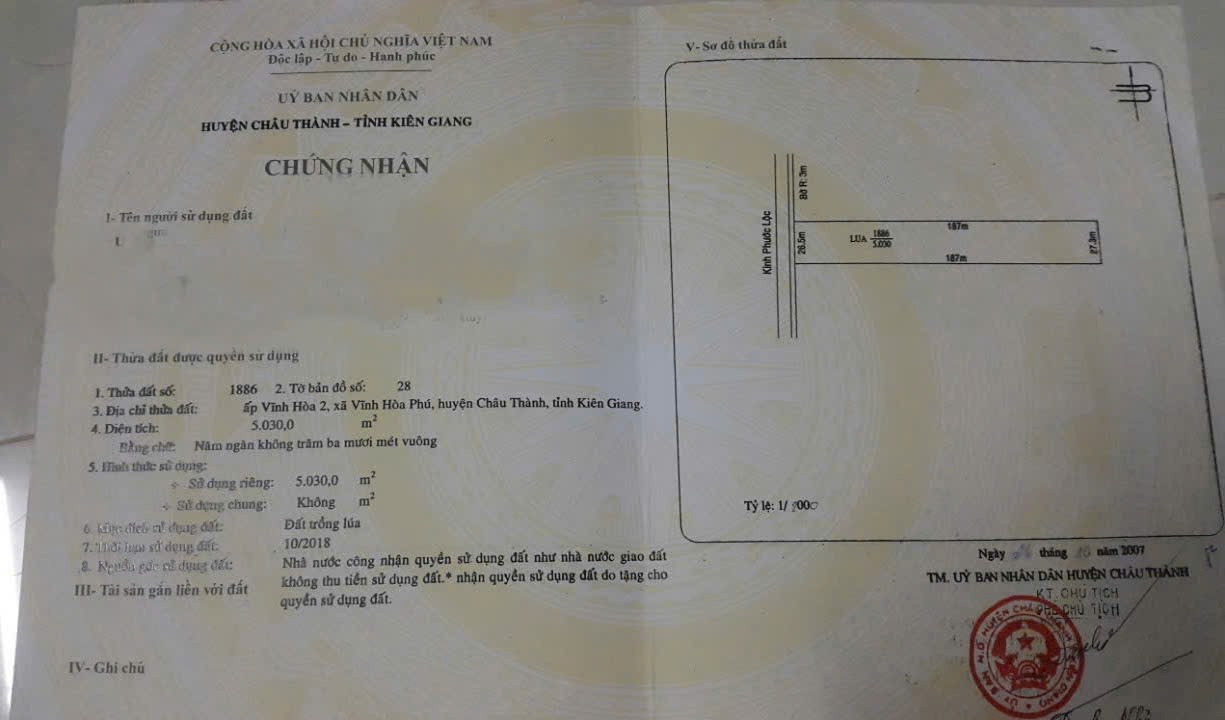 CỘNG HÒA XÃ HỘI CHỦ NGHĨA VIỆT NAM
Độc lập - Tự do - Hạnh phúc
UỶ BAN NHÂN DÂN
HUYỆN CHÂU THÀNH – TỈNH KIÊN GIANG
CHỨNG NHẬN
I- Tên người sử dụng đất
II- Thửa đất được quyền sử dụng
1. Thửa đất số: 1886 2. Tờ bản đồ số: 28
3. Địa chỉ thửa đất: ấp Vĩnh Hòa 2, xã Vĩnh Hòa Phú, huyện Châu Thành, tỉnh Kiên Giang.
4. Diện tích: 5.030,0 m²
Bằng chữ: Năm ngàn không trăm ba mươi mét vuông
5. Hình thức sử dụng:
+ Sử dụng riêng: 5.030,0 m²
+ Sử dụng chung: Không m²
6. Mục đích sử dụng đất: Đất trồng lúa
7. Thời hạn sử dụng đất: 10/2018
8. Nguồn gốc sử dụng đất: Nhà nước công nhận quyền sử dụng đất như nhà nước giao đất
không thu tiền sử dụng đất.* nhận quyền sử dụng đất do tặng cho
quyền sử dụng đất.
III- Tài sản gắn liền với đất
IV- Ghi chú
V- Sơ đồ thửa đất
B
Kinh Phước Lộc
Bờ R: 3m
26.5m
LUA 1886
5.030
187m
187m
27.3m
Tỷ lệ: 1/ 000
Ngày tháng năm 2007
TM. UỶ BAN NHÂN DÂN HUYỆN CHÂU THÀNH
KT. CHỦ TỊCH
PHÓ CHỦ TỊCH